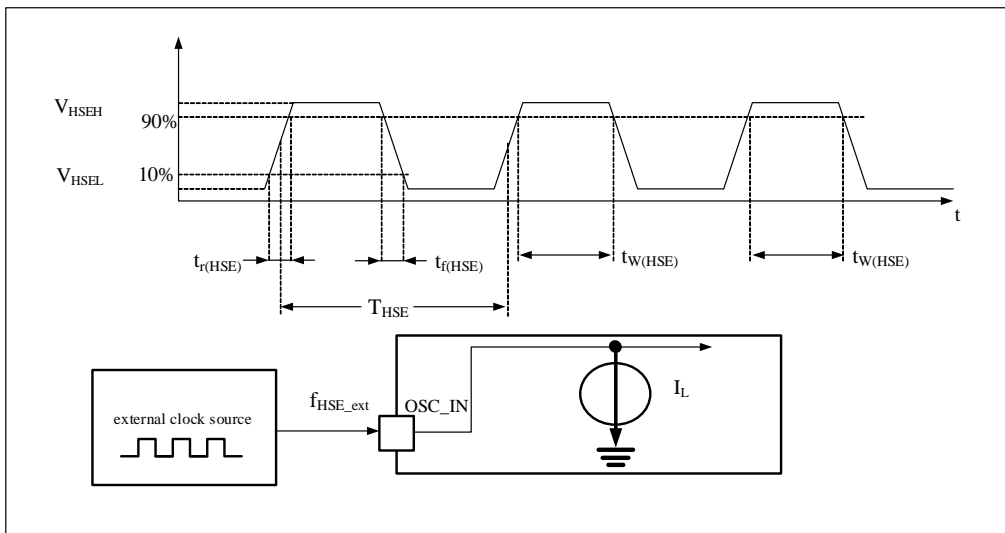 V_HSEH
90%
V_HSEL
10%
t
t_r(HSE)
t_f(HSE)
t_W(HSE)
t_W(HSE)
T_HSE
external clock source
f_HSE_ext
OSC_IN
I_L